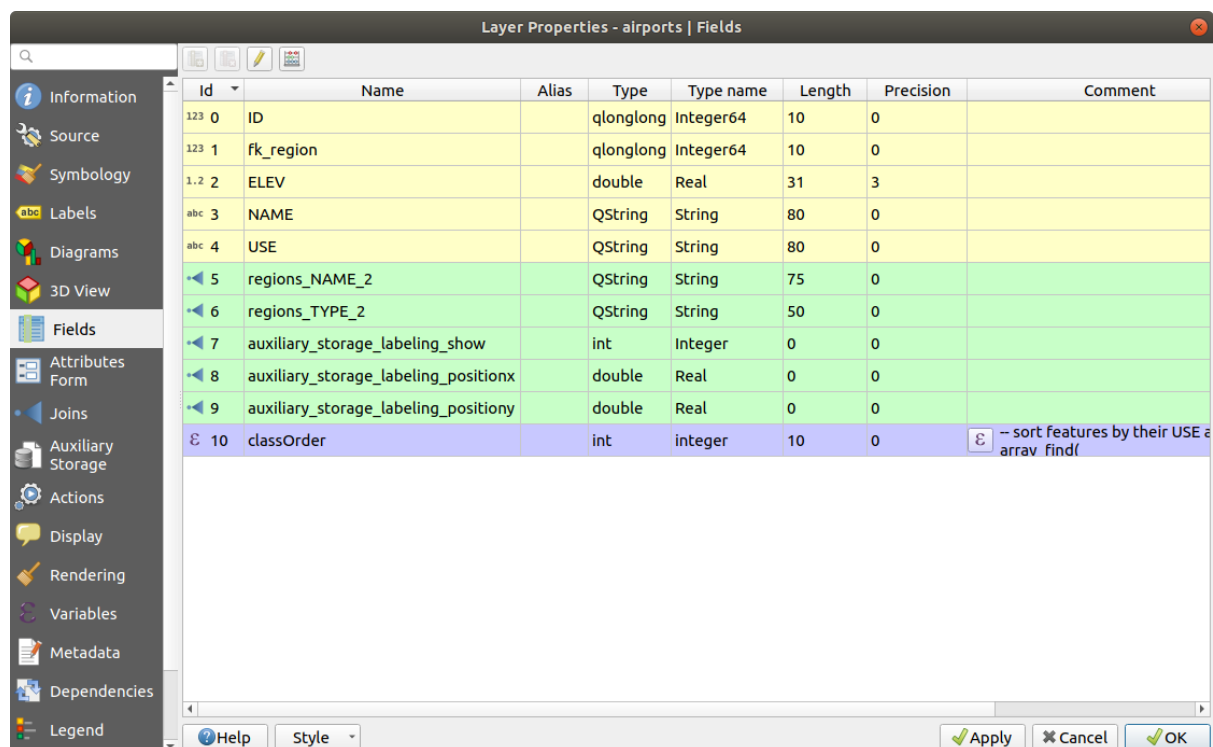 Layer Properties - airports | Fields
Information
Source
Symbology
abc Labels
Diagrams
3D View
Fields
Attributes
Form
Joins
Auxiliary
Storage
Actions
Display
Rendering
Variables
Metadata
Dependencies
Legend
Id Name Alias Type Type name Length Precision Comment
123 0 ID qlonglong Integer64 10 0
123 1 fk_region qlonglong Integer64 10 0
1.2 2 ELEV double Real 31 3
abc 3 NAME QString String 80 0
abc 4 USE QString String 80 0
5 regions_NAME_2 QString String 75 0
6 regions_TYPE_2 QString String 50 0
7 auxiliary_storage_labeling_show int Integer 0 0
8 auxiliary_storage_labeling_positionx double Real 0 0
9 auxiliary_storage_labeling_positiony double Real 0 0
ε 10 classOrder int integer 10 0 ε -- sort features by their USE a
array_find(
Help Style Apply Cancel OK